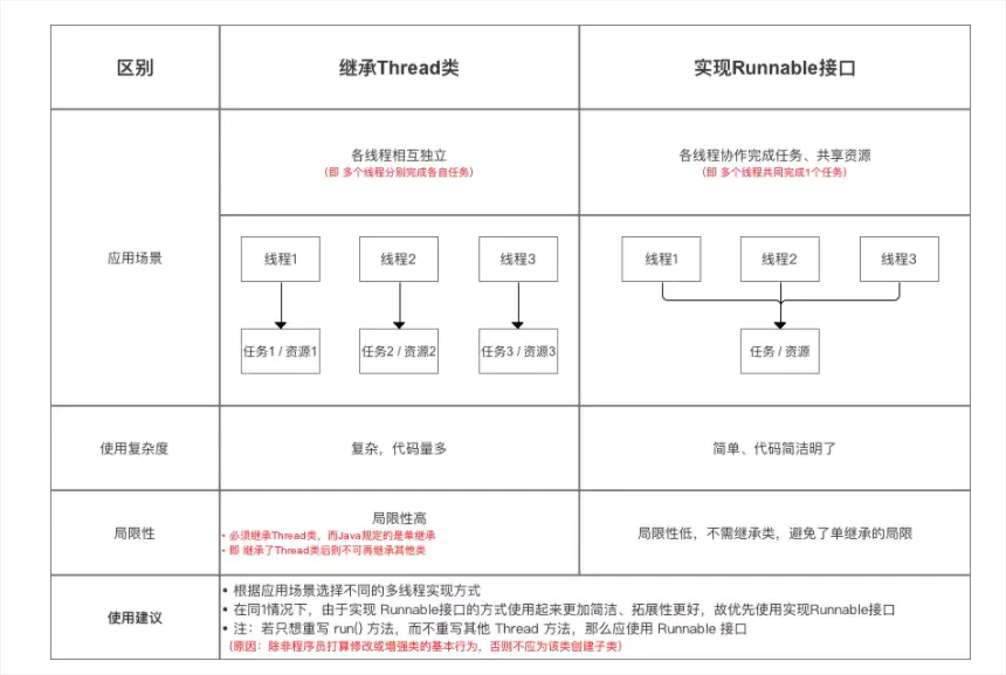 区别
继承Thread类
实现Runnable接口
应用场景
各线程相互独立
(即 多个线程分别完成各自任务)
各线程协作完成任务、共享资源
(即 多个线程共同完成1个任务)
线程1
线程2
线程3
任务1 / 资源1
任务2 / 资源2
任务3 / 资源3
线程1
线程2
线程3
任务 / 资源
使用复杂度
复杂，代码量多
简单、代码简洁明了
局限性
局限性高
- 必须继承Thread类，而Java规定的是单继承
- 即 继承了Thread类后则不可再继承其他类
局限性低，不需继承类，避免了单继承的局限
使用建议
• 根据应用场景选择不同的多线程实现方式
• 在同1情况下，由于实现 Runnable接口的方式使用起来更加简洁、拓展性更好，故优先使用实现Runnable接口
• 注：若只想重写 run() 方法，而不重写其他 Thread 方法，那么应使用 Runnable 接口
(原因：除非程序员打算修改或增强类的基本行为，否则不应为该类创建子类)